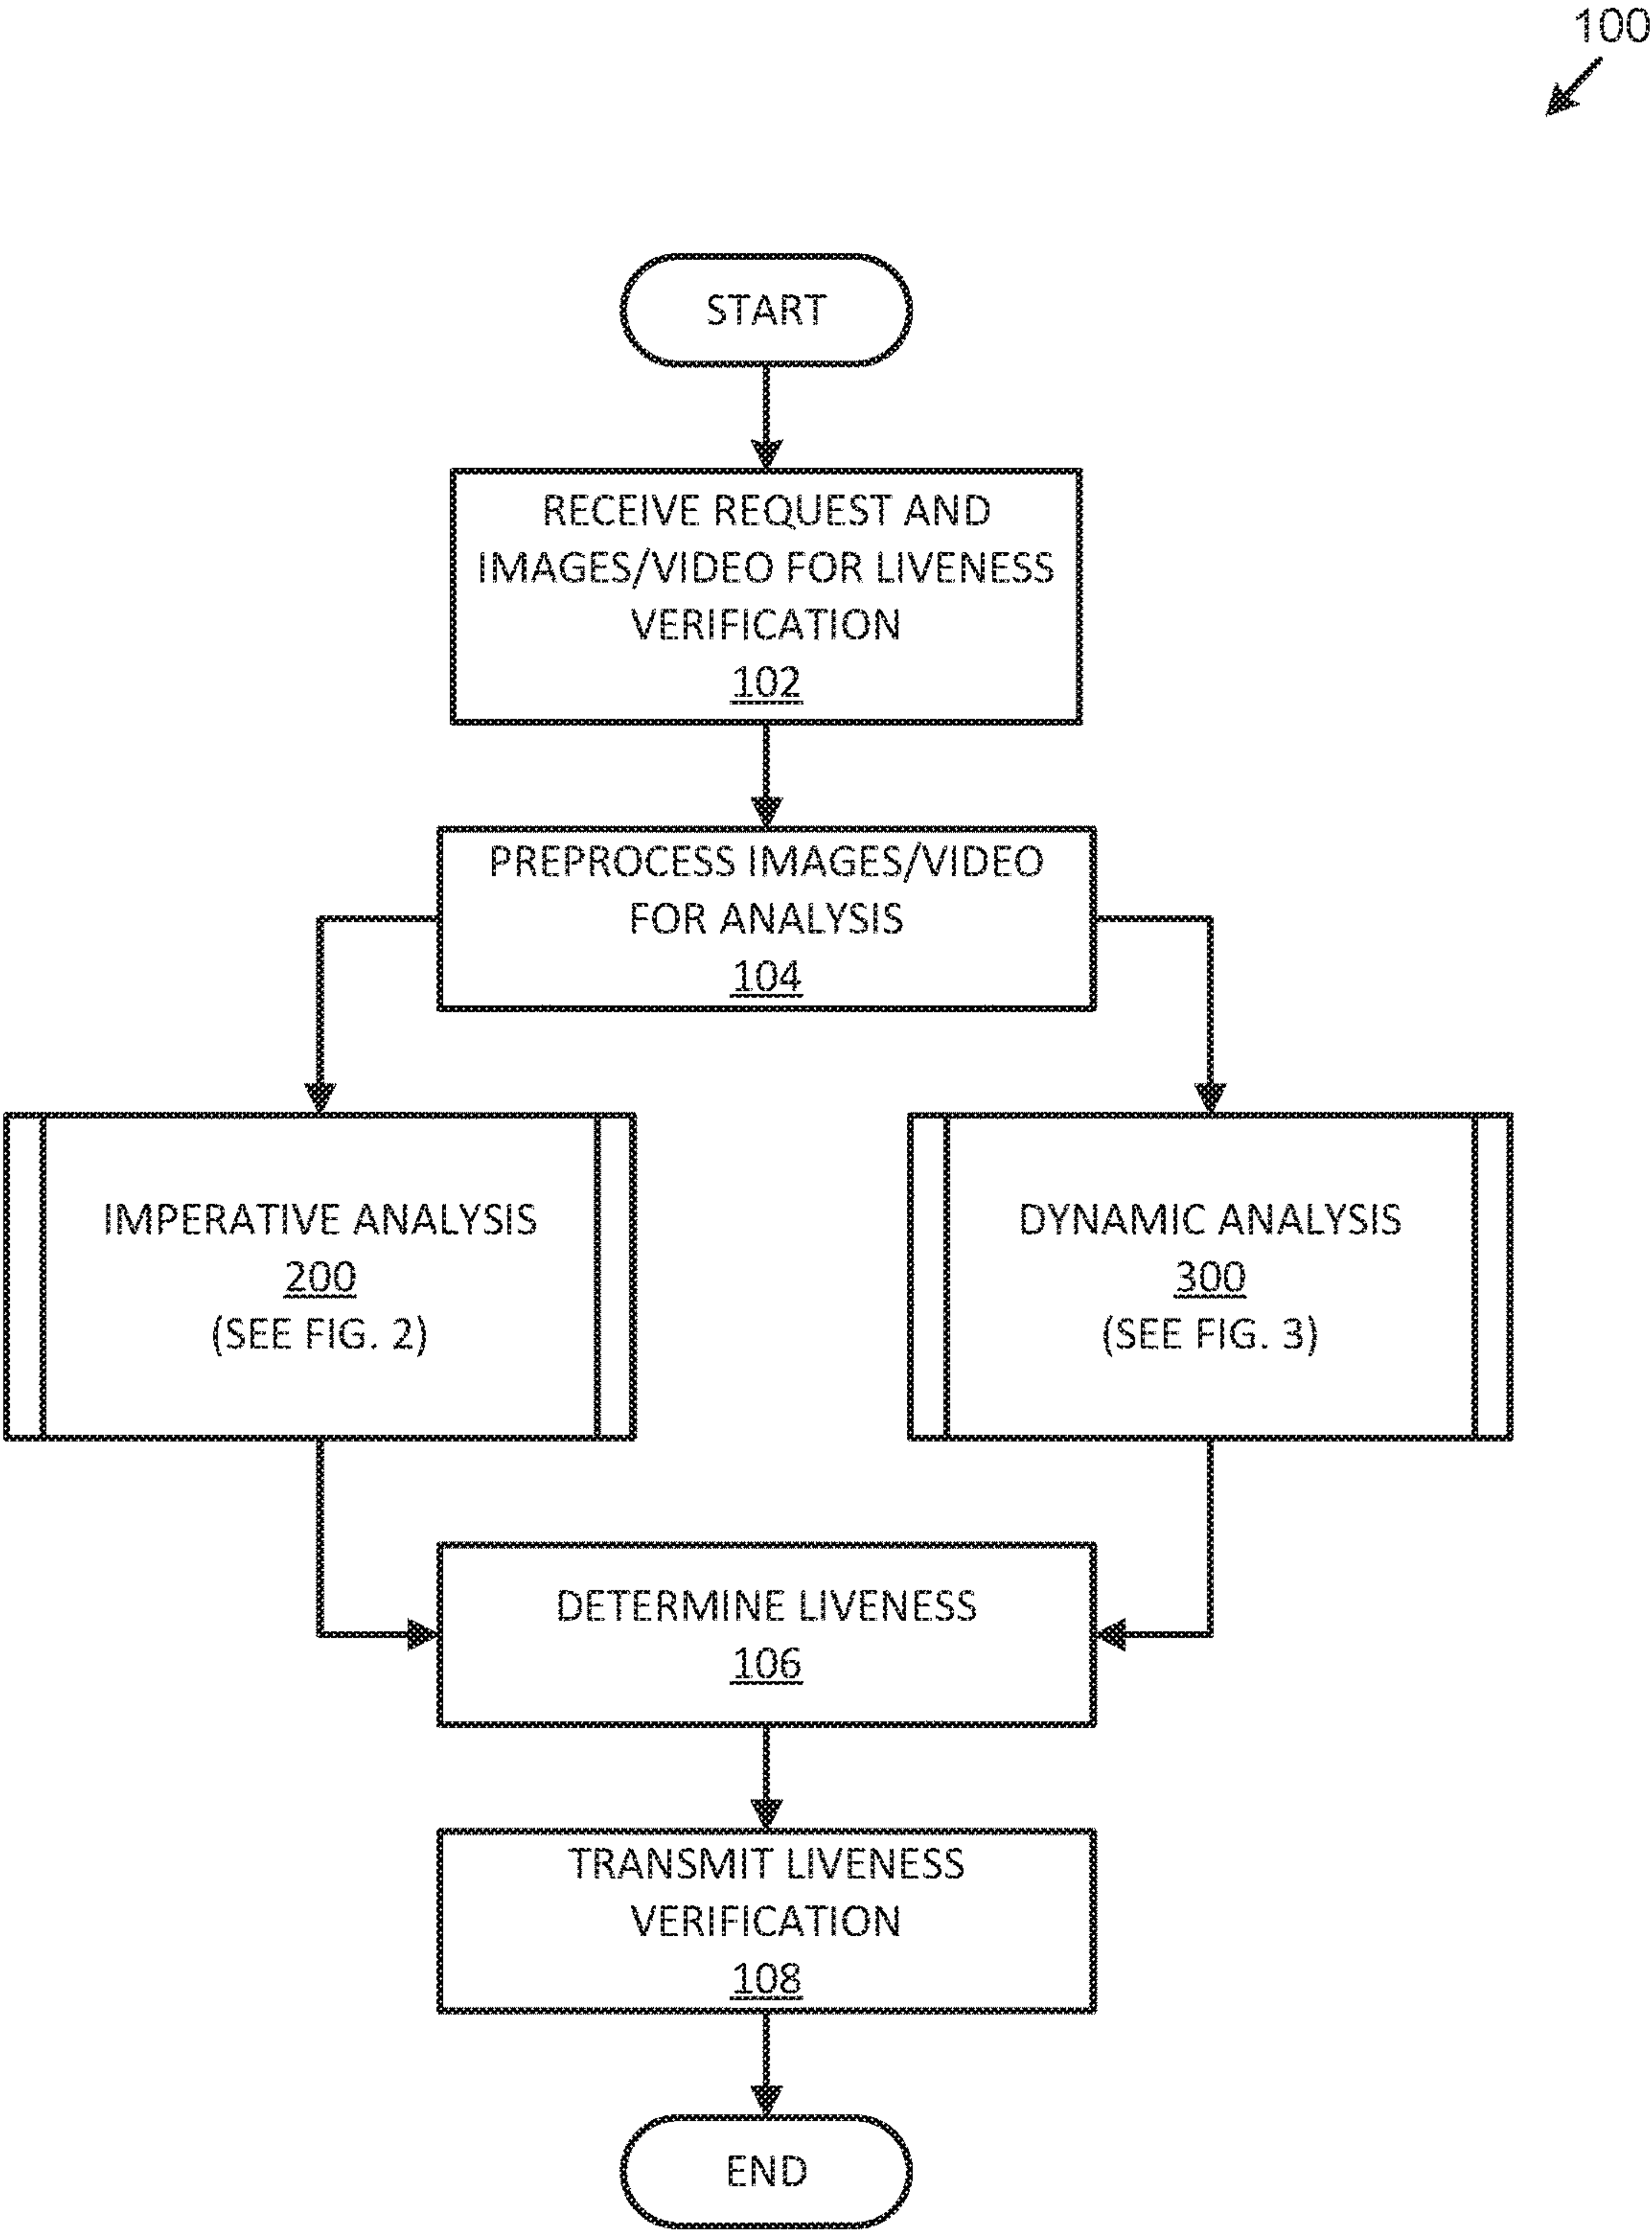 100
START
RECEIVE REQUEST AND
IMAGES/VIDEO FOR LIVENESS
VERIFICATION
102
PREPROCESS IMAGES/VIDEO
FOR ANALYSIS
104
IMPERATIVE ANALYSIS
200
(SEE FIG. 2)
DYNAMIC ANALYSIS
300
(SEE FIG. 3)
DETERMINE LIVENESS
106
TRANSMIT LIVENESS
VERIFICATION
108
END